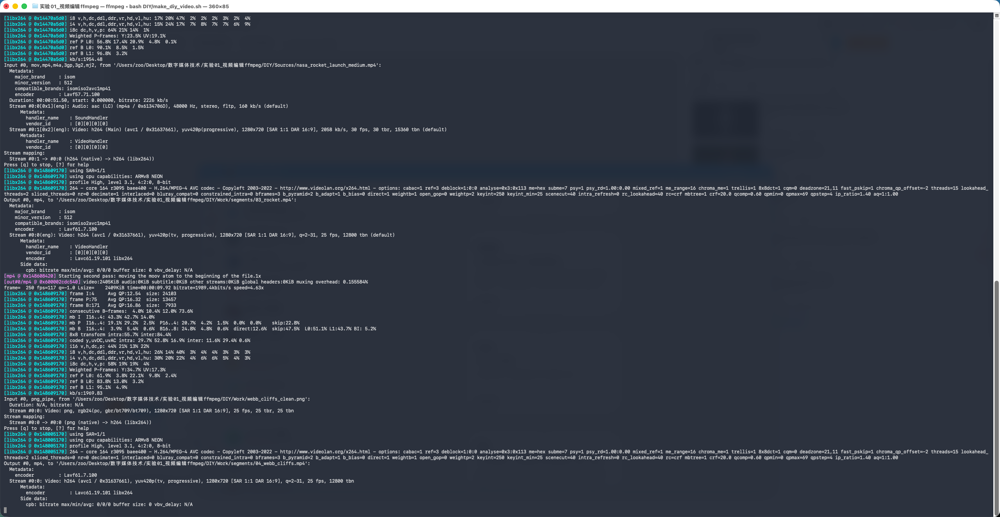 实验01_视频编辑ffmpeg — ffmpeg ◂ bash DIY/make_diy_video.sh — 360×85
[libx264 @ 0x14470a5d0] i8 v,h,dc,ddl,ddr,vr,hd,vl,hu: 17% 20% 47%  2%  2%  2%  3%  2%  4%
[libx264 @ 0x14470a5d0] i4 v,h,dc,ddl,ddr,vr,hd,vl,hu: 15% 24% 17%  7%  8%  7%  7%  6%  9%
[libx264 @ 0x14470a5d0] i8c dc,h,v,p: 64% 21% 14%  1%
[libx264 @ 0x14470a5d0] Weighted P-Frames: Y:23.5% UV:19.1%
[libx264 @ 0x14470a5d0] ref P L0: 56.8% 17.4% 20.9%  4.8%  0.1%
[libx264 @ 0x14470a5d0] ref B L0: 90.1%  8.5%  1.5%
[libx264 @ 0x14470a5d0] ref B L1: 96.8%  3.2%
[libx264 @ 0x14470a5d0] kb/s:1954.48
Input #0, mov,mp4,m4a,3gp,3g2,mj2, from '/Users/zoo/Desktop/数字媒体技术/实验01_视频编辑ffmpeg/DIY/Sources/nasa_rocket_launch_medium.mp4':
  Metadata:
    major_brand     : isom
    minor_version   : 512
    compatible_brands: isomiso2avc1mp41
    encoder         : Lavf57.71.100
  Duration: 00:00:51.50, start: 0.000000, bitrate: 2226 kb/s
  Stream #0:0[0x1](eng): Audio: aac (LC) (mp4a / 0x6134706D), 48000 Hz, stereo, fltp, 160 kb/s (default)
      Metadata:
        handler_name    : SoundHandler
        vendor_id       : [0][0][0][0]
  Stream #0:1[0x2](eng): Video: h264 (Main) (avc1 / 0x31637661), yuv420p(progressive), 1280x720 [SAR 1:1 DAR 16:9], 2058 kb/s, 30 fps, 30 tbr, 15360 tbn (default)
      Metadata:
        handler_name    : VideoHandler
        vendor_id       : [0][0][0][0]
Stream mapping:
  Stream #0:1 -> #0:0 (h264 (native) -> h264 (libx264))
Press [q] to stop, [?] for help
[libx264 @ 0x148609170] using SAR=1/1
[libx264 @ 0x148609170] using cpu capabilities: ARMv8 NEON
[libx264 @ 0x148609170] profile High, level 3.1, 4:2:0, 8-bit
[libx264 @ 0x148609170] 264 - core 164 r3095 baee400 - H.264/MPEG-4 AVC codec - Copyleft 2003-2022 - http://www.videolan.org/x264.html - options: cabac=1 ref=3 deblock=1:0:0 analyse=0x3:0x113 me=hex subme=7 psy=1 psy_rd=1.00:0.00 mixed_ref=1 me_range=16 chroma_me=1 trellis=1 8x8dct=1 cqm=0 deadzone=21,11 fast_pskip=1 chroma_qp_offset=-2 threads=15 lookahead_
threads=2 sliced_threads=0 nr=0 decimate=1 interlaced=0 bluray_compat=0 constrained_intra=0 bframes=3 b_pyramid=2 b_adapt=1 b_bias=0 direct=1 weightb=1 open_gop=0 weightp=2 keyint=250 keyint_min=25 scenecut=40 intra_refresh=0 rc_lookahead=40 rc=crf mbtree=1 crf=20.0 qcomp=0.60 qpmin=0 qpmax=69 qpstep=4 ip_ratio=1.40 aq=1:1.00
Output #0, mp4, to '/Users/zoo/Desktop/数字媒体技术/实验01_视频编辑ffmpeg/DIY/Work/segments/03_rocket.mp4':
  Metadata:
    major_brand     : isom
    minor_version   : 512
    compatible_brands: isomiso2avc1mp41
    encoder         : Lavf61.7.100
  Stream #0:0(eng): Video: h264 (avc1 / 0x31637661), yuv420p(tv, progressive), 1280x720 [SAR 1:1 DAR 16:9], q=2-31, 25 fps, 12800 tbn (default)
      Metadata:
        handler_name    : VideoHandler
        vendor_id       : [0][0][0][0]
        encoder         : Lavc61.19.101 libx264
      Side data:
        cpb: bitrate max/min/avg: 0/0/0 buffer size: 0 vbv_delay: N/A
[mp4 @ 0x148608420] Starting second pass: moving the moov atom to the beginning of the file.1x
[out#0/mp4 @ 0x600002cdc540] video:2405KiB audio:0KiB subtitle:0KiB other streams:0KiB global headers:0KiB muxing overhead: 0.155584%
frame=  250 fps=117 q=-1.0 Lsize=    2409KiB time=00:00:09.92 bitrate=1989.4kbits/s speed=4.63x
[libx264 @ 0x148609170] frame I:4     Avg QP:12.54  size: 24103
[libx264 @ 0x148609170] frame P:75    Avg QP:16.32  size: 13457
[libx264 @ 0x148609170] frame B:171   Avg QP:16.86  size:  7933
[libx264 @ 0x148609170] consecutive B-frames:  4.0% 10.4% 12.0% 73.6%
[libx264 @ 0x148609170] mb I  I16..4: 43.3% 42.7% 14.0%
[libx264 @ 0x148609170] mb P  I16..4: 19.1% 29.2%  2.5%  P16..4: 20.7%  4.2%  1.5%  0.0%  0.0%    skip:22.8%
[libx264 @ 0x148609170] mb B  I16..4:  3.9%  5.4%  0.6%  B16..8: 24.8%  4.8%  0.6%  direct:12.6%  skip:47.5%  L0:51.1% L1:43.7% BI: 5.2%
[libx264 @ 0x148609170] 8x8 transform intra:55.7% inter:84.4%
[libx264 @ 0x148609170] coded y,uvDC,uvAC intra: 29.7% 52.8% 16.9% inter: 11.6% 29.4% 0.6%
[libx264 @ 0x148609170] i16 v,h,dc,p: 44% 21% 13% 22%
[libx264 @ 0x148609170] i8 v,h,dc,ddl,ddr,vr,hd,vl,hu: 26% 14% 40%  3%  4%  4%  3%  3%  3%
[libx264 @ 0x148609170] i4 v,h,dc,ddl,ddr,vr,hd,vl,hu: 30% 20% 22%  4%  6%  6%  5%  4%  3%
[libx264 @ 0x148609170] i8c dc,h,v,p: 58% 19% 19%  4%
[libx264 @ 0x148609170] Weighted P-Frames: Y:34.7% UV:17.3%
[libx264 @ 0x148609170] ref P L0: 61.9%  3.8% 22.1%  9.8%  2.4%
[libx264 @ 0x148609170] ref B L0: 83.8% 13.0%  3.2%
[libx264 @ 0x148609170] ref B L1: 95.1%  4.9%
[libx264 @ 0x148609170] kb/s:1969.83
Input #0, png_pipe, from '/Users/zoo/Desktop/数字媒体技术/实验01_视频编辑ffmpeg/DIY/Work/webb_cliffs_clean.png':
  Duration: N/A, bitrate: N/A
  Stream #0:0: Video: png, rgb24(pc, gbr/bt709/bt709), 1280x720 [SAR 1:1 DAR 16:9], 25 fps, 25 tbr, 25 tbn
Stream mapping:
  Stream #0:0 -> #0:0 (png (native) -> h264 (libx264))
Press [q] to stop, [?] for help
[libx264 @ 0x148005170] using SAR=1/1
[libx264 @ 0x148005170] using cpu capabilities: ARMv8 NEON
[libx264 @ 0x148005170] profile High, level 3.1, 4:2:0, 8-bit
[libx264 @ 0x148005170] 264 - core 164 r3095 baee400 - H.264/MPEG-4 AVC codec - Copyleft 2003-2022 - http://www.videolan.org/x264.html - options: cabac=1 ref=3 deblock=1:0:0 analyse=0x3:0x113 me=hex subme=7 psy=1 psy_rd=1.00:0.00 mixed_ref=1 me_range=16 chroma_me=1 trellis=1 8x8dct=1 cqm=0 deadzone=21,11 fast_pskip=1 chroma_qp_offset=-2 threads=15 lookahead_
threads=2 sliced_threads=0 nr=0 decimate=1 interlaced=0 bluray_compat=0 constrained_intra=0 bframes=3 b_pyramid=2 b_adapt=1 b_bias=0 direct=1 weightb=1 open_gop=0 weightp=2 keyint=250 keyint_min=25 scenecut=40 intra_refresh=0 rc_lookahead=40 rc=crf mbtree=1 crf=20.0 qcomp=0.60 qpmin=0 qpmax=69 qpstep=4 ip_ratio=1.40 aq=1:1.00
Output #0, mp4, to '/Users/zoo/Desktop/数字媒体技术/实验01_视频编辑ffmpeg/DIY/Work/segments/04_webb_cliffs.mp4':
  Metadata:
    encoder         : Lavf61.7.100
  Stream #0:0: Video: h264 (avc1 / 0x31637661), yuv420p(tv, progressive), 1280x720 [SAR 1:1 DAR 16:9], q=2-31, 25 fps, 12800 tbn
      Metadata:
        encoder         : Lavc61.19.101 libx264
      Side data:
        cpb: bitrate max/min/avg: 0/0/0 buffer size: 0 vbv_delay: N/A